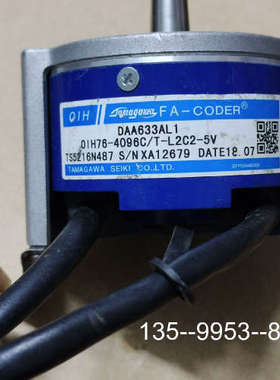 QIH Tamagawa FA-CODER®
DAA633AL1
OIH76-4096C/T-L2C2-5V
TS5216N487 S/N XA12679 DATE18.07
TAMAGAWA SEIKI CO.,LTD.
135--9953--8